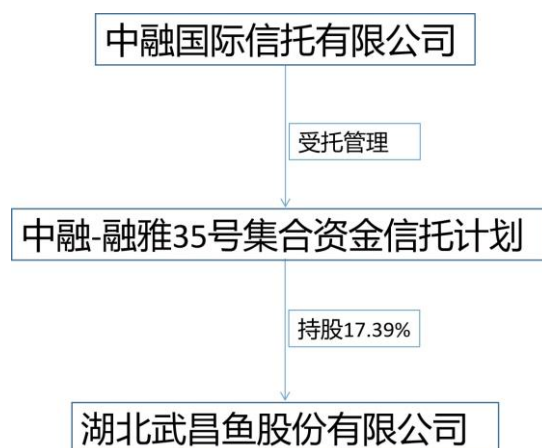 中融国际信托有限公司
受托管理
中融-融雅35号集合资金信托计划
持股17.39%
湖北武昌鱼股份有限公司